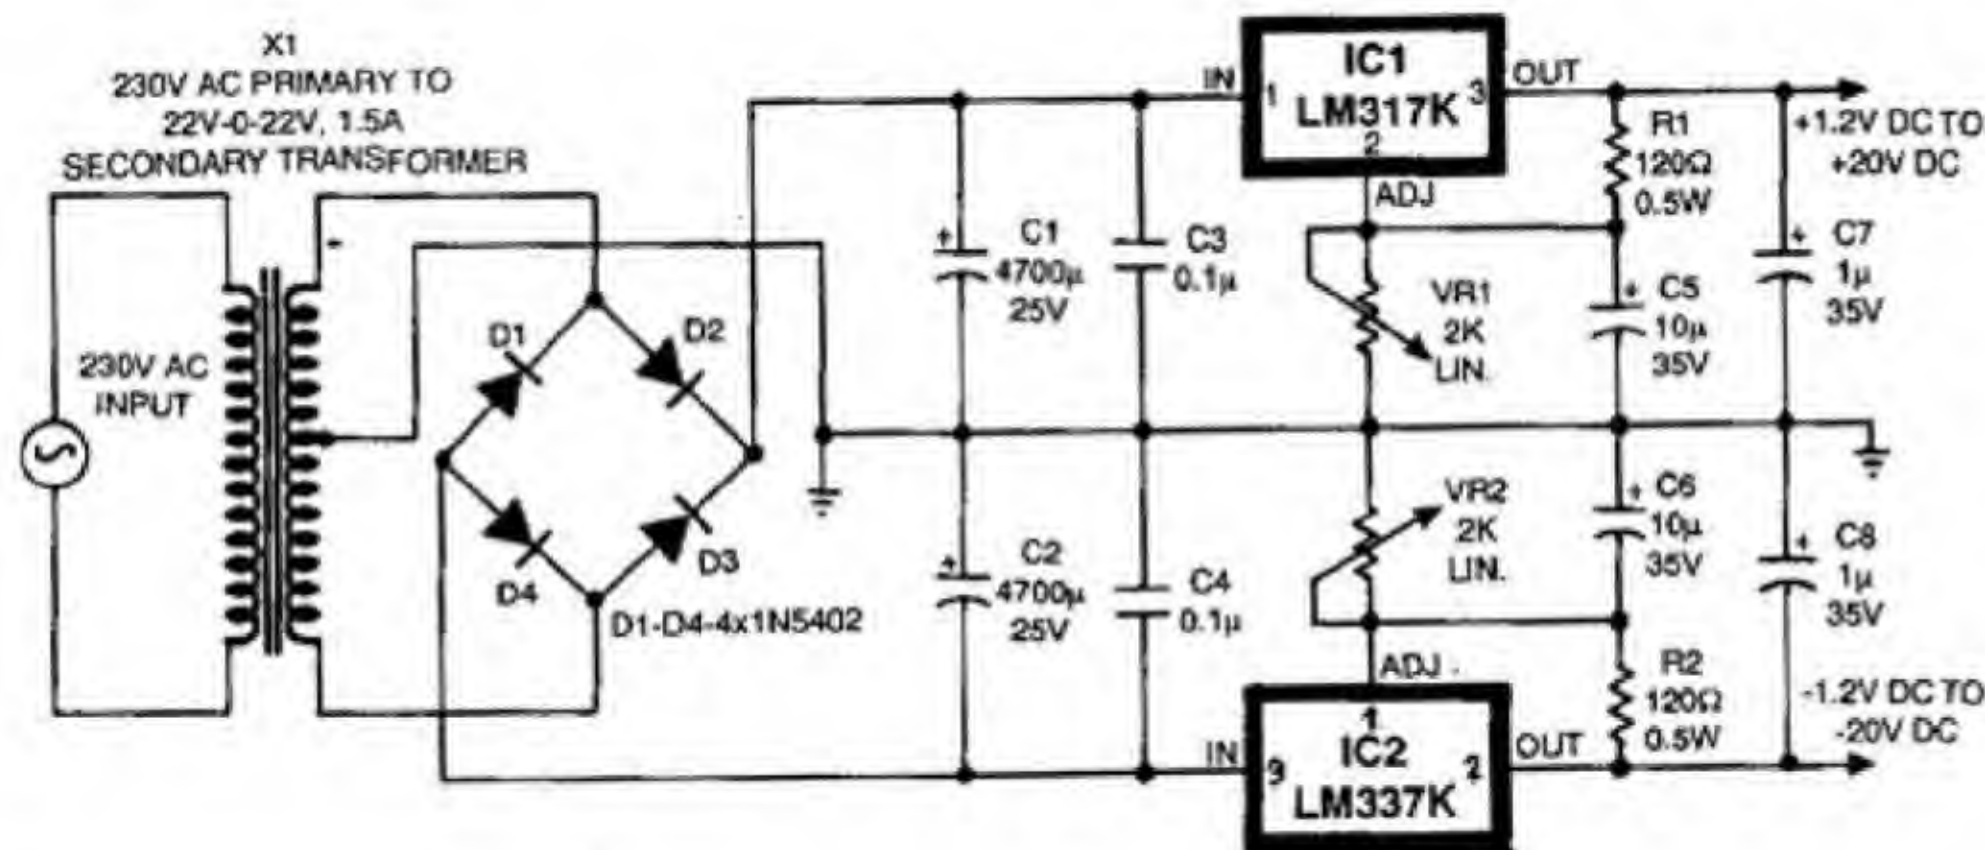 X1
230V AC PRIMARY TO
22V-0-22V, 1.5A
SECONDARY TRANSFORMER
230V AC
INPUT
D1
D2
D3
D4
D1-D4-4x1N5402
C1
4700µ
25V
C3
0.1µ
C2
4700µ
25V
C4
0.1µ
IN
1
IC1
LM317K
2
3
OUT
ADJ
VR1
2K
LIN.
R1
120Ω
0.5W
C5
10µ
35V
C7
1µ
35V
+1.2V DC TO
+20V DC
VR2
2K
LIN.
C6
10µ
35V
C8
1µ
35V
ADJ
R2
120Ω
0.5W
-1.2V DC TO
-20V DC
IN
3
1
IC2
LM337K
2
OUT